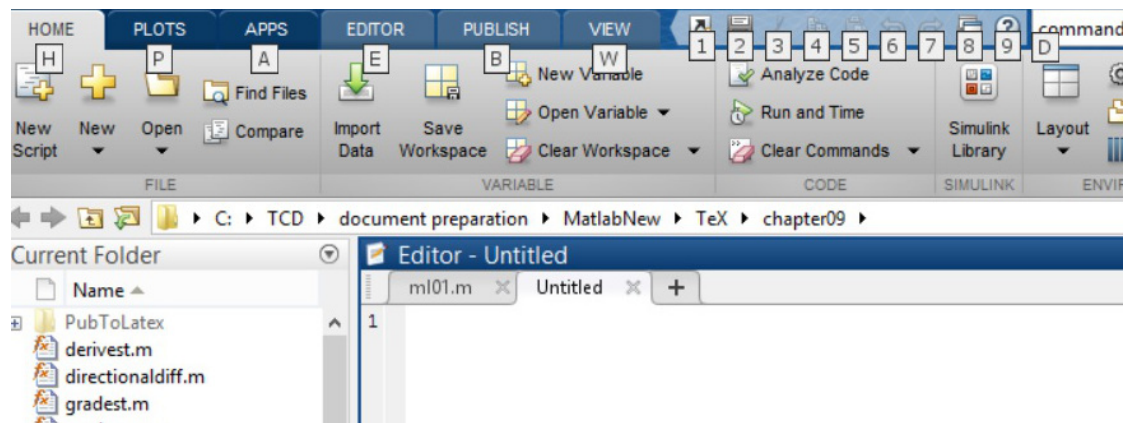 HOME PLOTS APPS EDITOR PUBLISH VIEW command
H P A E B W 1 2 3 4 5 6 7 8 9 D
New Script
New
Open
Find Files
Compare
Import Data
Save Workspace
New Variable
Open Variable
Clear Workspace
Analyze Code
Run and Time
Clear Commands
Simulink Library
Layout
FILE VARIABLE CODE SIMULINK ENVIR
C: TCD document preparation MatlabNew TeX chapter09
Current Folder
Name
PubToLatex
derivest.m
directionaldiff.m
gradest.m
Editor - Untitled
ml01.m Untitled +
1